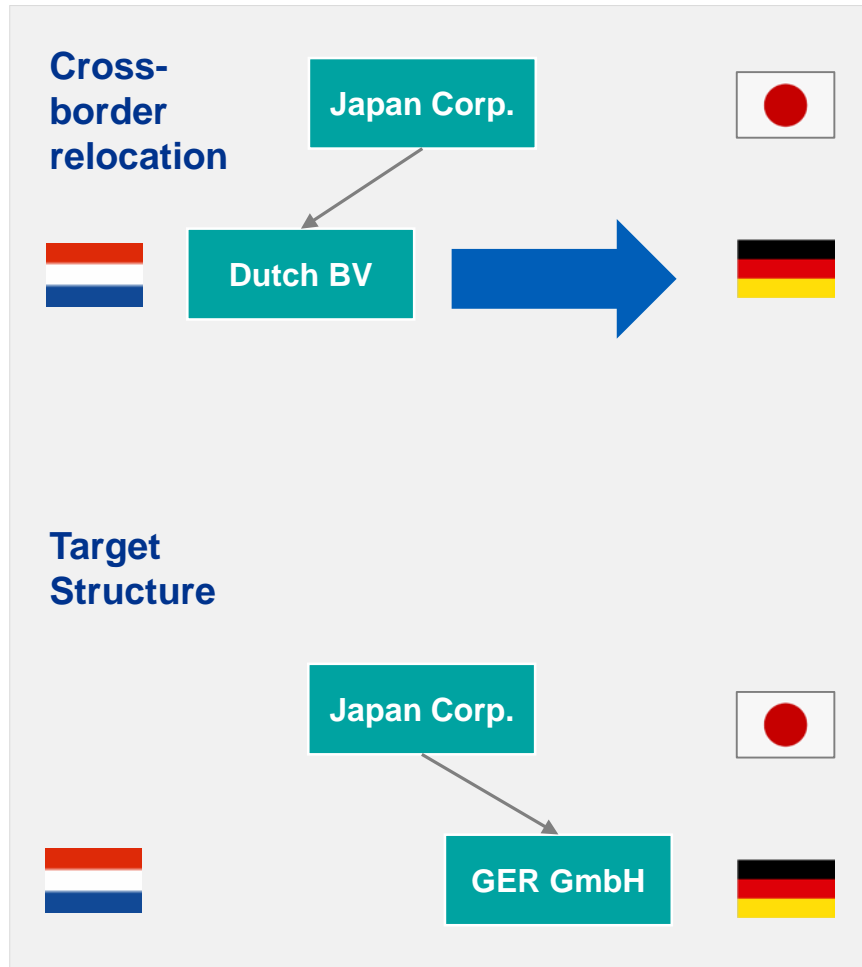 Cross-
border
relocation
Japan Corp.
Dutch BV
Target
Structure
Japan Corp.
GER GmbH